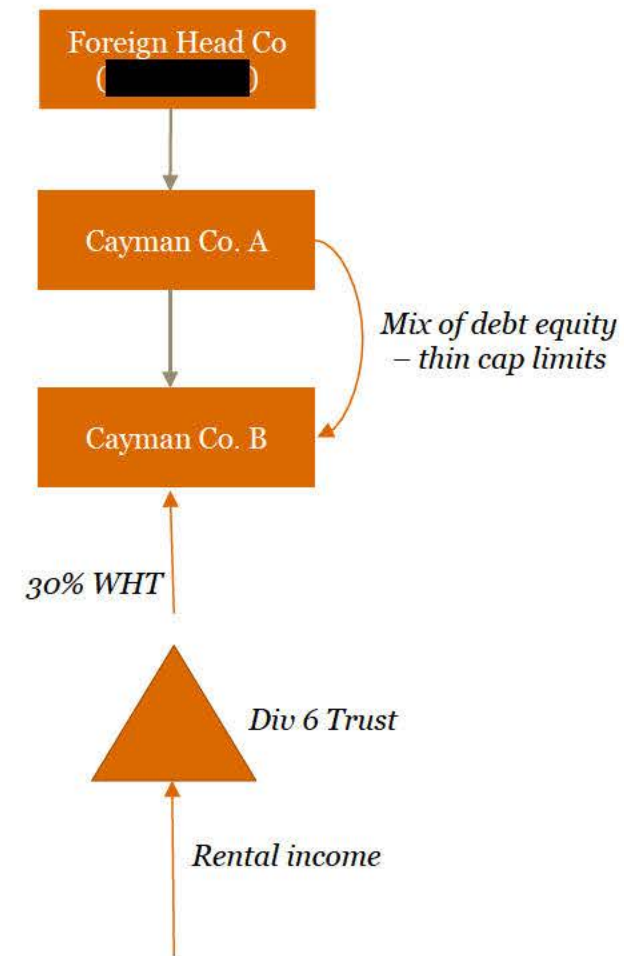 Foreign Head Co
( )
Cayman Co. A
Mix of debt equity
– thin cap limits
Cayman Co. B
30% WHT
Div 6 Trust
Rental income